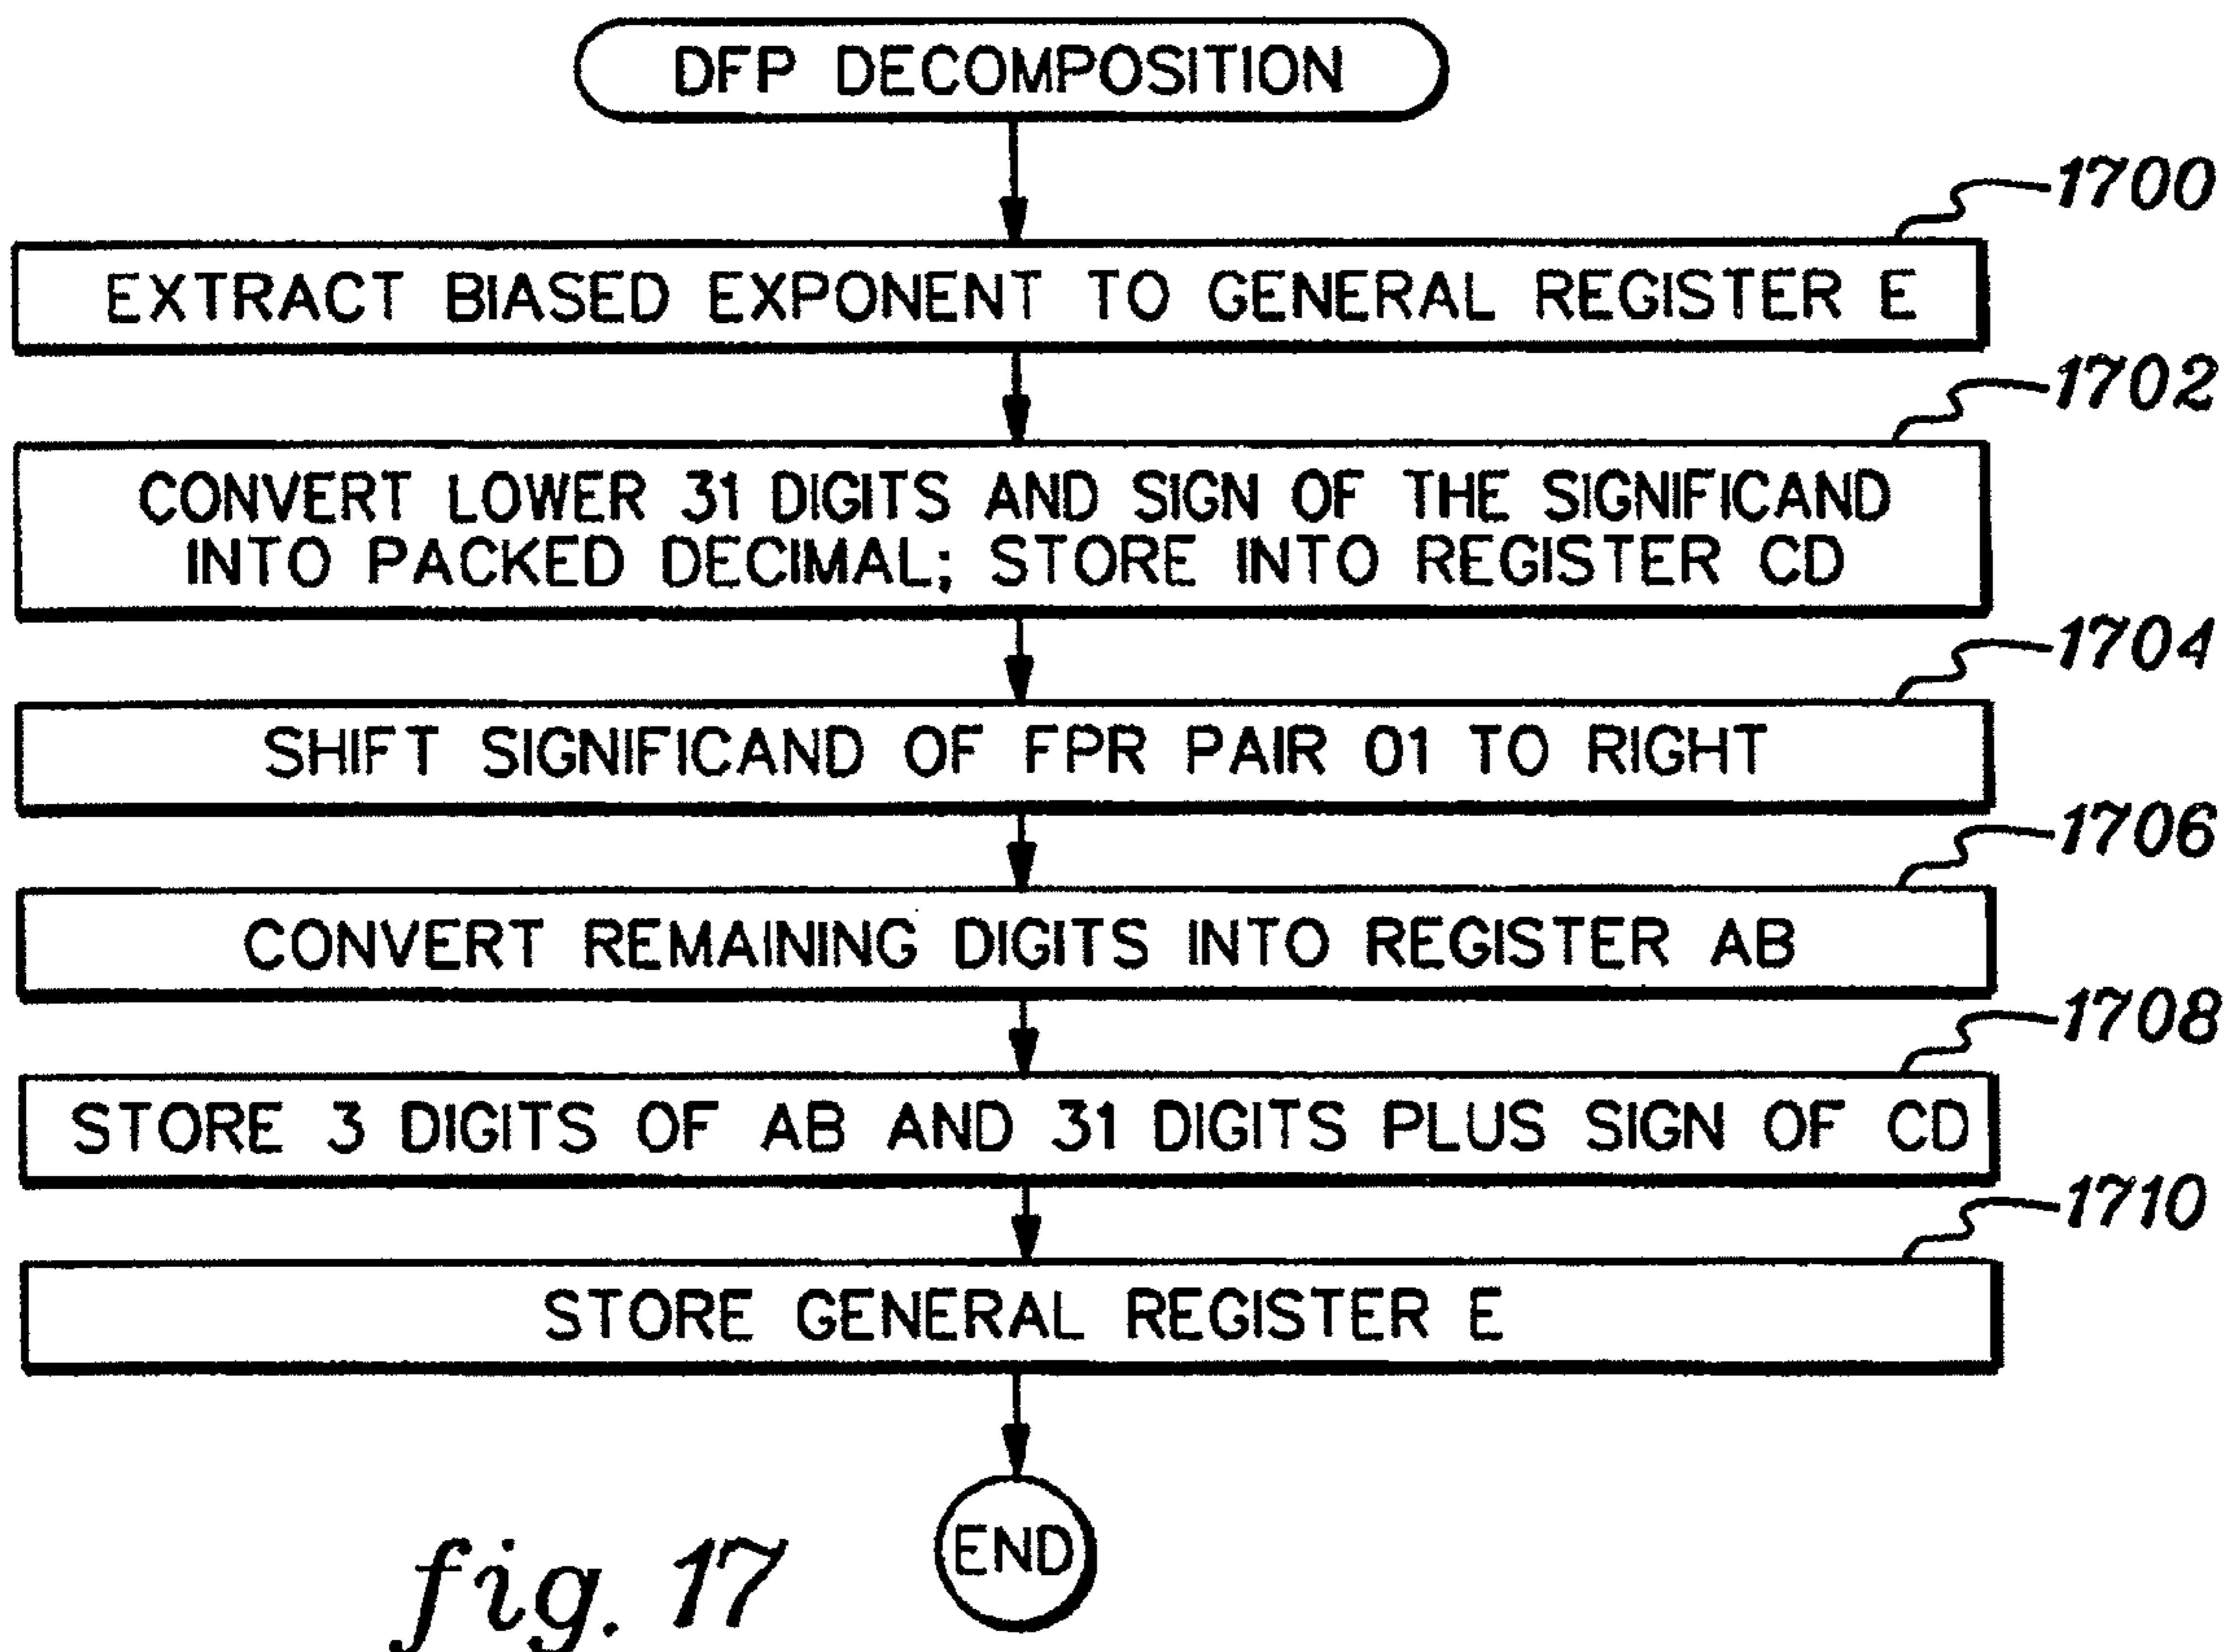 DFP DECOMPOSITION
1700
EXTRACT BIASED EXPONENT TO GENERAL REGISTER E
1702
CONVERT LOWER 31 DIGITS AND SIGN OF THE SIGNIFICAND
INTO PACKED DECIMAL; STORE INTO REGISTER CD
1704
SHIFT SIGNIFICAND OF FPR PAIR 01 TO RIGHT
1706
CONVERT REMAINING DIGITS INTO REGISTER AB
1708
STORE 3 DIGITS OF AB AND 31 DIGITS PLUS SIGN OF CD
1710
STORE GENERAL REGISTER E
END
fig. 17